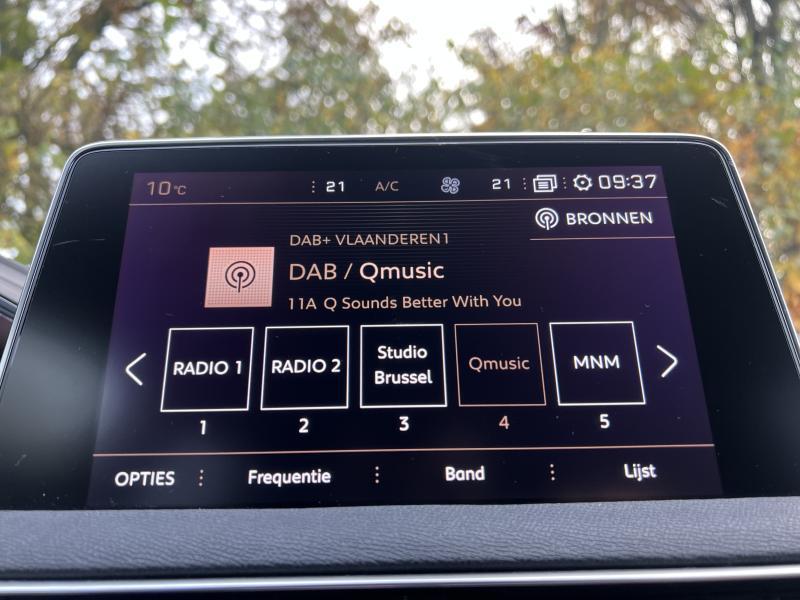 10°C : 21 A/C 21 : : 09:37
BRONNEN
DAB+ VLAANDEREN1
DAB / Qmusic
11A Q Sounds Better With You
RADIO 1 RADIO 2 Studio Brussel Qmusic MNM
1 2 3 4 5
OPTIES : Frequentie : Band : Lijst